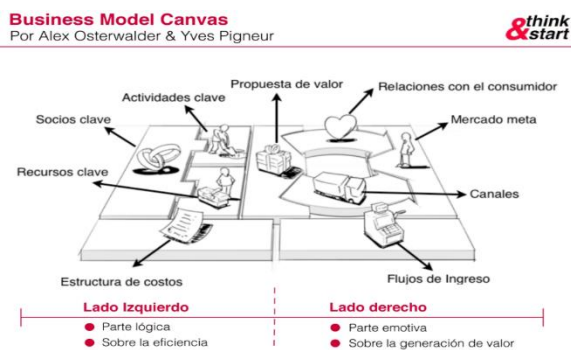 Business Model Canvas
Por Alex Osterwalder & Yves Pigneur
&think
start
Propuesta de valor
Relaciones con el consumidor
Actividades clave
Socios clave
Mercado meta
Recursos clave
Canales
Estructura de costos
Flujos de Ingreso
Lado Izquierdo
Parte lógica
Sobre la eficiencia
Lado derecho
Parte emotiva
Sobre la generación de valor